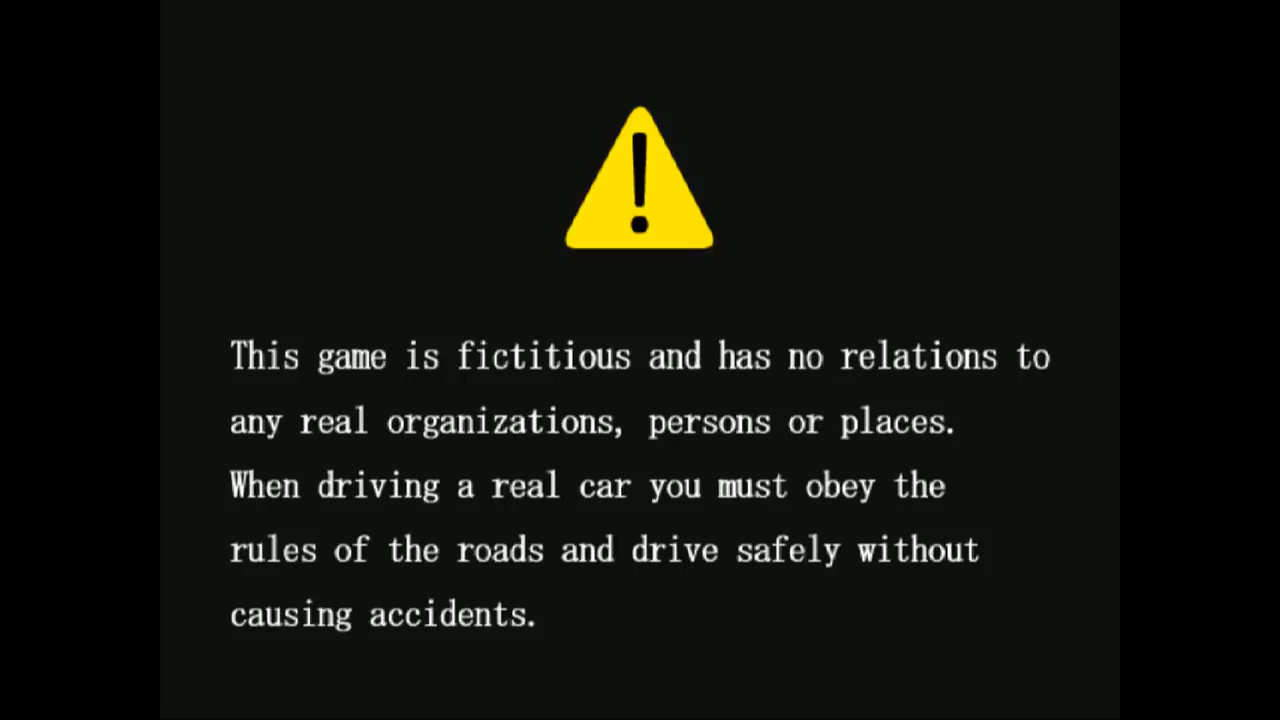 This game is fictitious and has no relations to
any real organizations, persons or places.
When driving a real car you must obey the
rules of the roads and drive safely without
causing accidents.